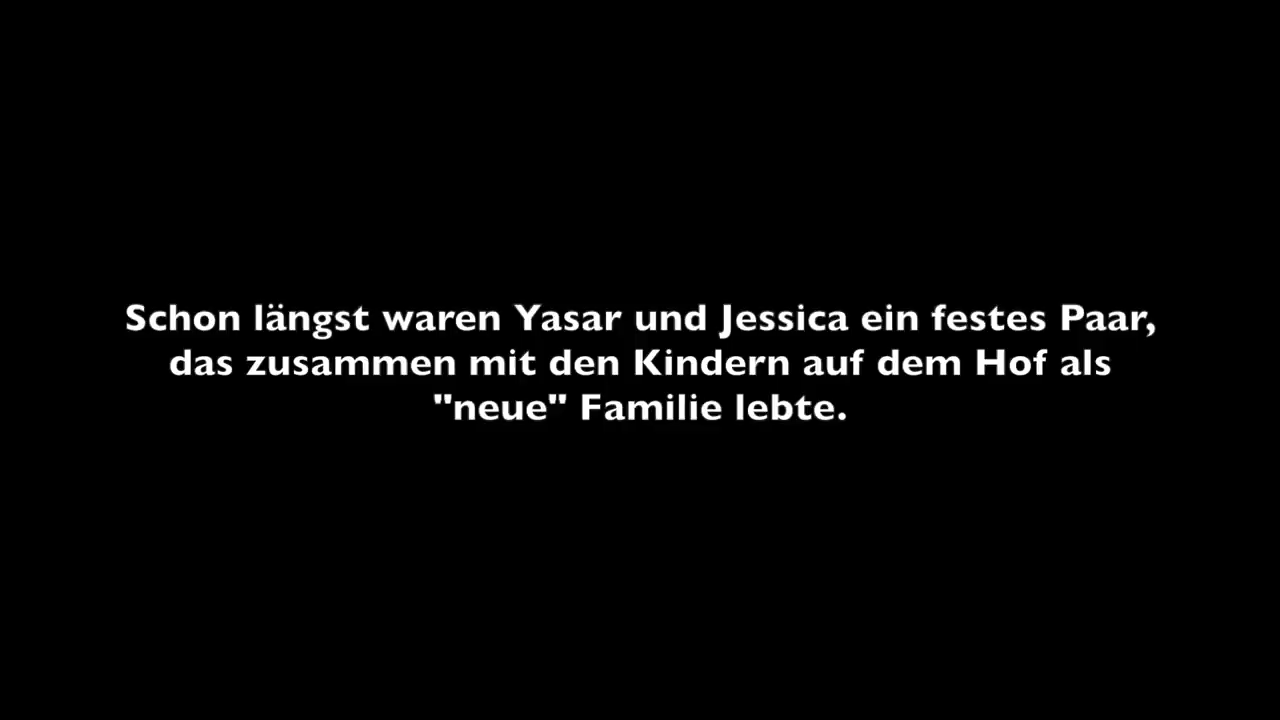 Schon längst waren Yasar und Jessica ein festes Paar,
das zusammen mit den Kindern auf dem Hof als
"neue" Familie lebte.